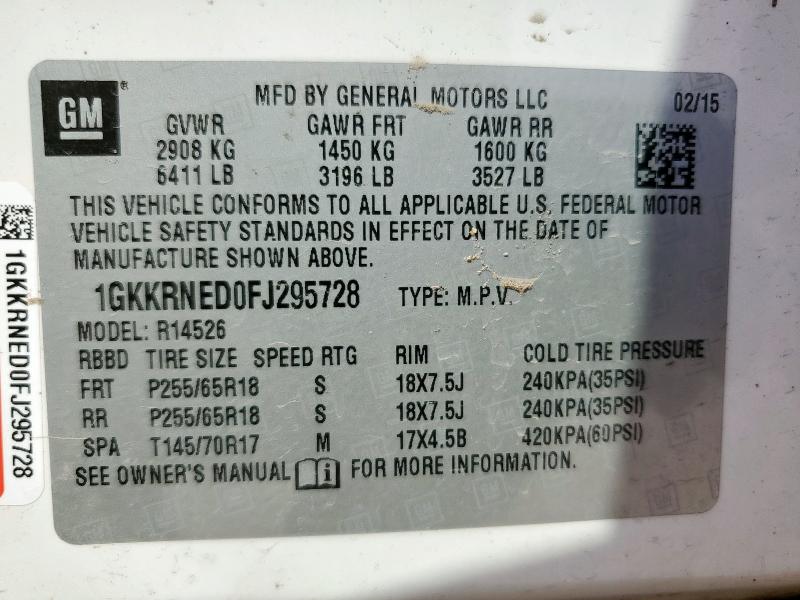 GM
MFD BY GENERAL MOTORS LLC 02/15
GVWR GAWR FRT GAWR RR
2908 KG 1450 KG 1600 KG
6411 LB 3196 LB 3527 LB
THIS VEHICLE CONFORMS TO ALL APPLICABLE U.S. FEDERAL MOTOR
VEHICLE SAFETY STANDARDS IN EFFECT ON THE DATE OF
MANUFACTURE SHOWN ABOVE.
1GKKRNED0FJ295728 TYPE: M.P.V.
MODEL: R14526
RBBD TIRE SIZE SPEED RTG RIM COLD TIRE PRESSURE
FRT P255/65R18 S 18X7.5J 240KPA(35PSI)
RR P255/65R18 S 18X7.5J 240KPA(35PSI)
SPA T145/70R17 M 17X4.5B 420KPA(60PSI)
SEE OWNER'S MANUAL i FOR MORE INFORMATION.
1GKKRNED0FJ295728